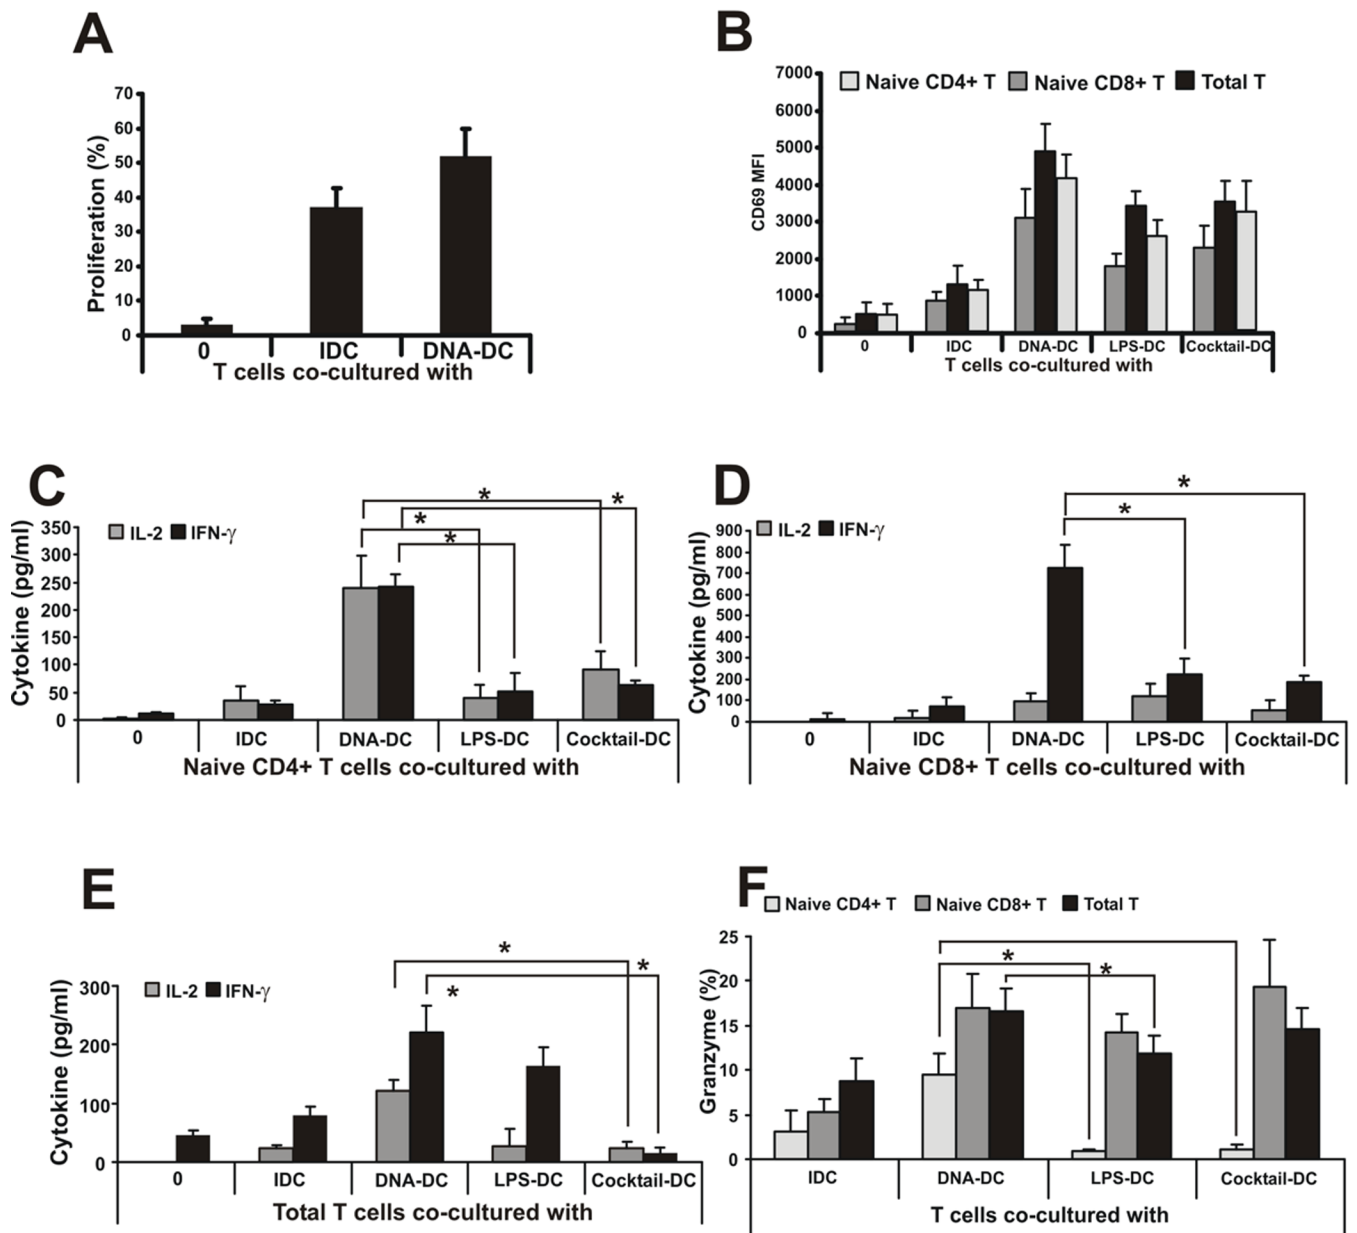 A
Proliferation (%)
70
60
50
40
30
20
10
0
0 IDC DNA-DC
T cells co-cultured with
B
CD69 MFI
7000
6000
5000
4000
3000
2000
1000
0
Naive CD4+ T Naive CD8+ T Total T
0 IDC DNA-DC LPS-DC Cocktail-DC
T cells co-cultured with
C
Cytokine (pg/ml)
350
300
250
200
150
100
50
0
IL-2 IFN-γ
* *
*
*
0 IDC DNA-DC LPS-DC Cocktail-DC
Naive CD4+ T cells co-cultured with
D
Cytokine (pg/ml)
900
800
700
600
500
400
300
200
100
0
IL-2 IFN-γ
*
*
0 IDC DNA-DC LPS-DC Cocktail-DC
Naive CD8+ T cells co-cultured with
E
Cytokine (pg/ml)
300
200
100
0
IL-2 IFN-γ
*
*
*
0 IDC DNA-DC LPS-DC Cocktail-DC
Total T cells co-cultured with
F
Naive CD4+ T Naive CD8+ T Total T
Granzyme (%)
25
20
15
10
5
0
*
*
IDC DNA-DC LPS-DC Cocktail-DC
T cells co-cultured with